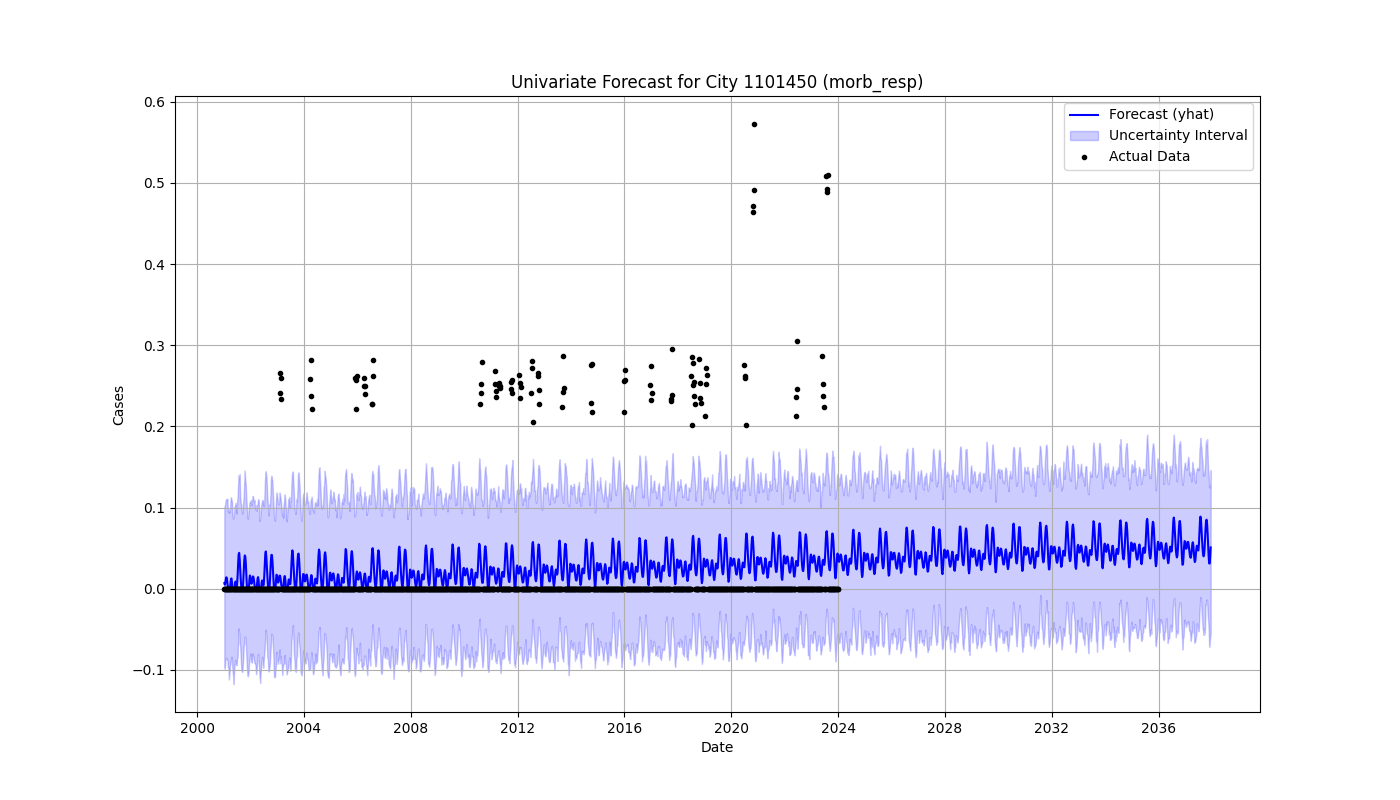 Univariate Forecast for City 1101450 (morb_resp)
Forecast (yhat)
Uncertainty Interval
Actual Data
Cases
0.6
0.5
0.4
0.3
0.2
0.1
0.0
−0.1
2000 2004 2008 2012 2016 2020 2024 2028 2032 2036
Date